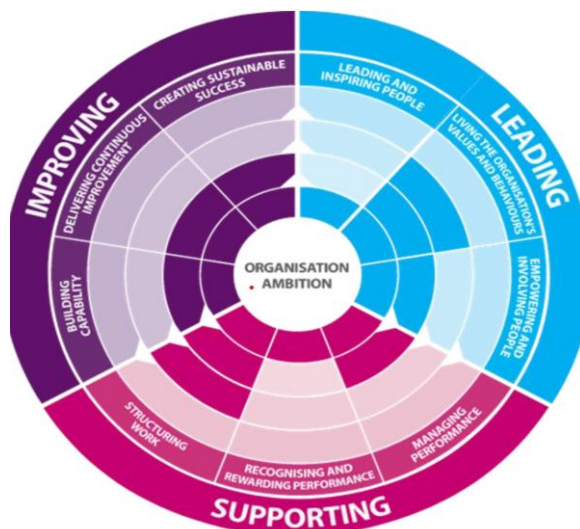 IMPROVING
CREATING SUSTAINABLE
SUCCESS
DELIVERING CONTINUOUS
IMPROVEMENT
BUILDING
CAPABILITY
LEADING
LEADING AND
INSPIRING PEOPLE
LIVING THE ORGANISATION'S
VALUES AND BEHAVIOURS
EMPOWERING AND
INVOLVING PEOPLE
ORGANISATION
AMBITION
SUPPORTING
STRUCTURING
WORK
RECOGNISING AND
REWARDING PERFORMANCE
MANAGING
PERFORMANCE